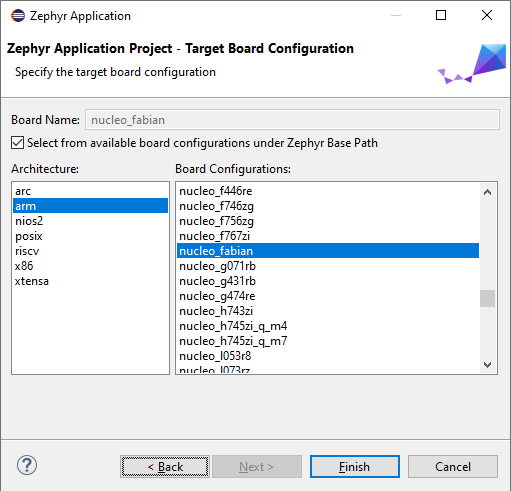 Zephyr Application
Zephyr Application Project - Target Board Configuration
Specify the target board configuration
Board Name: nucleo_fabian
Select from available board configurations under Zephyr Base Path
Architecture:
arc
arm
nios2
posix
riscv
x86
xtensa
Board Configurations:
nucleo_f446re
nucleo_f746zg
nucleo_f756zg
nucleo_f767zi
nucleo_fabian
nucleo_g071rb
nucleo_g431rb
nucleo_g474re
nucleo_h743zi
nucleo_h745zi_q_m4
nucleo_h745zi_q_m7
nucleo_l053r8
nucleo_l073rz
?
< Back
Next >
Finish
Cancel